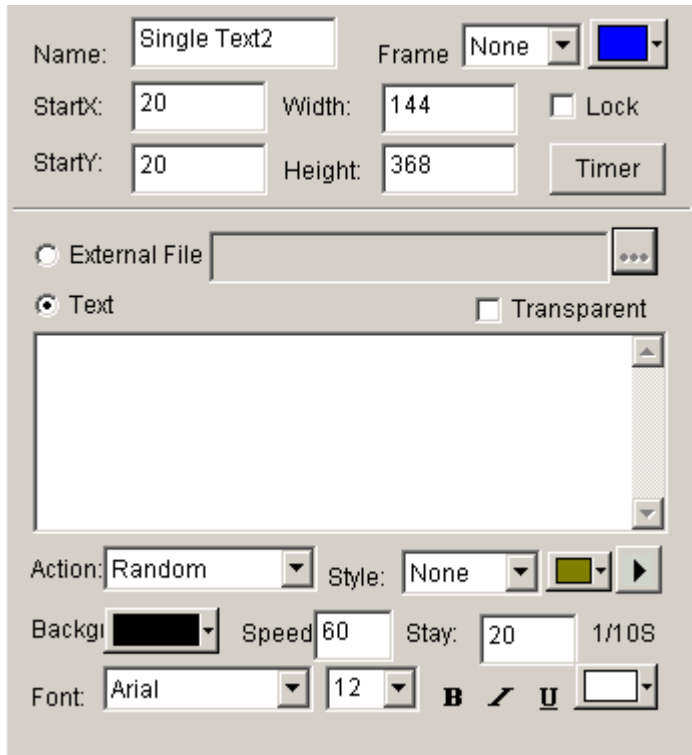 Name: Single Text2 Frame None
StartX: 20 Width: 144 Lock
StartY: 20 Height: 368 Timer
External File ...
Text Transparent
Action: Random Style: None
Backgr 60 Speed Stay: 20 1/10S
Font: Arial 12 B I U